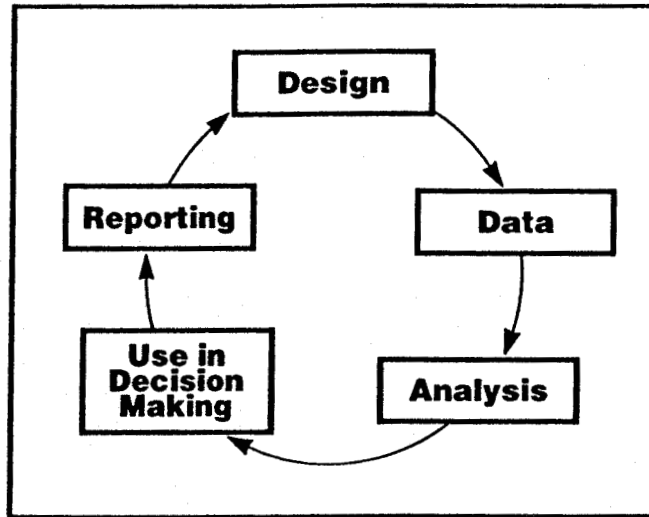 Design
Data
Analysis
Use in
Decision
Making
Reporting